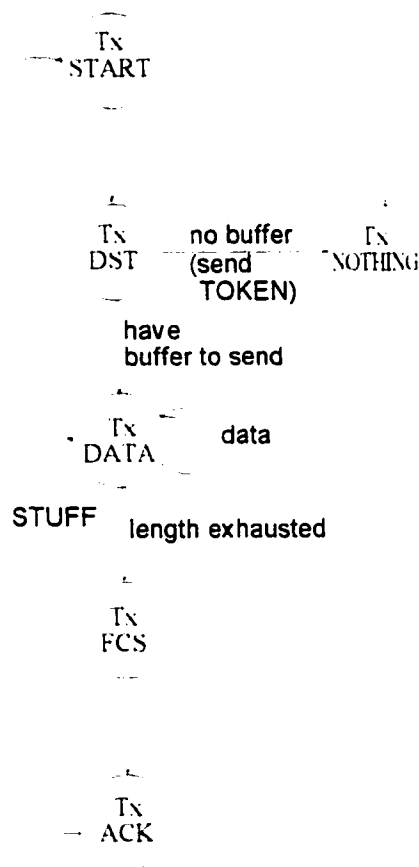 Tx
START
Tx
DST
no buffer
(send
TOKEN)
Tx
NOTHING
have
buffer to send
Tx
DATA
data
STUFF
length exhausted
Tx
FCS
Tx
ACK